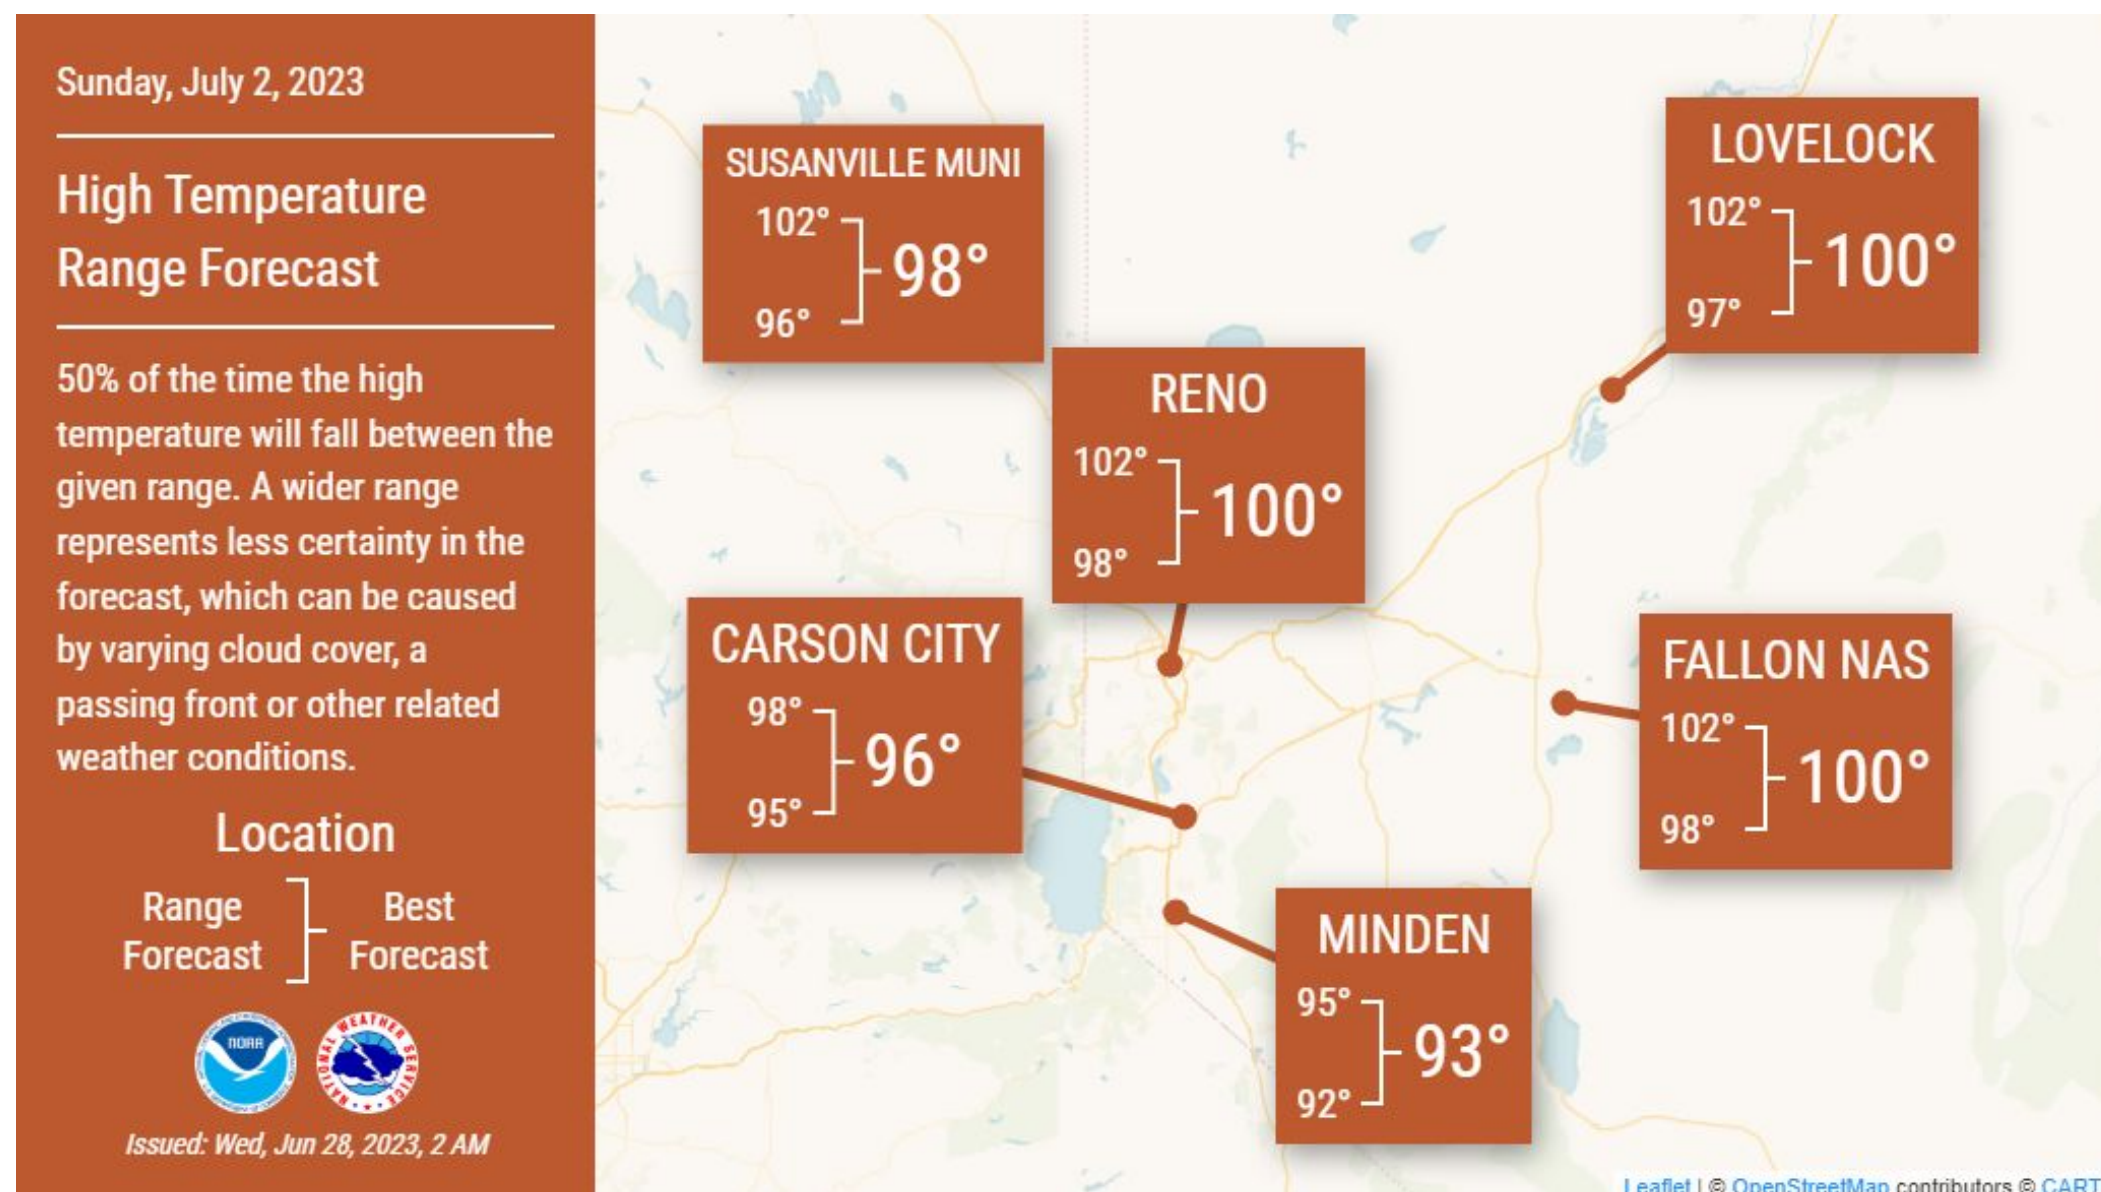 Sunday, July 2, 2023
High Temperature
Range Forecast
50% of the time the high
temperature will fall between the
given range. A wider range
represents less certainty in the
forecast, which can be caused
by varying cloud cover, a
passing front or other related
weather conditions.
Location
Range
Forecast
Best
Forecast
NOAA
NATIONAL WEATHER SERVICE
Issued: Wed, Jun 28, 2023, 2 AM
SUSANVILLE MUNI
102°
98°
96°
LOVELOCK
102°
100°
97°
RENO
102°
100°
98°
CARSON CITY
98°
96°
95°
FALLON NAS
102°
100°
98°
MINDEN
95°
93°
92°
Leaflet | © OpenStreetMap contributors © CART